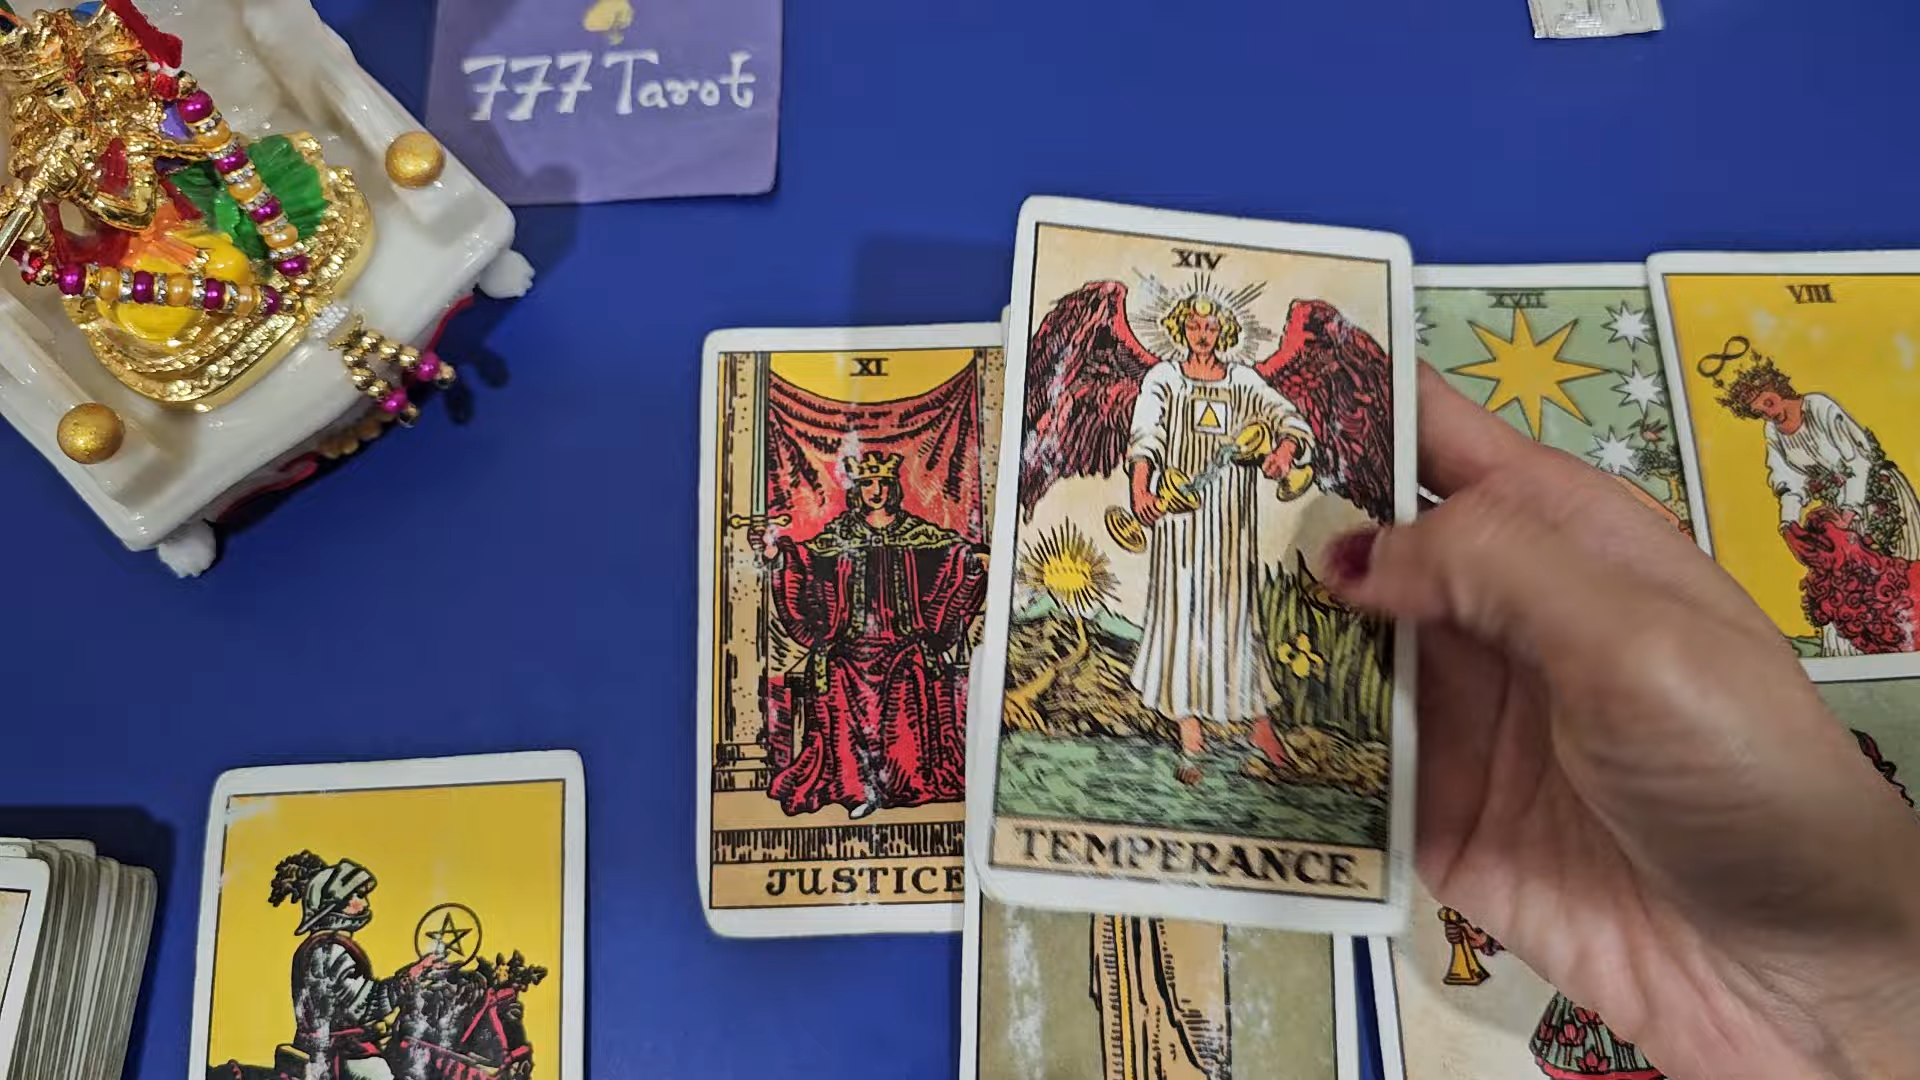 777 Tarot
XIV
XVII
VIII
XI
JUSTICE
TEMPERANCE.